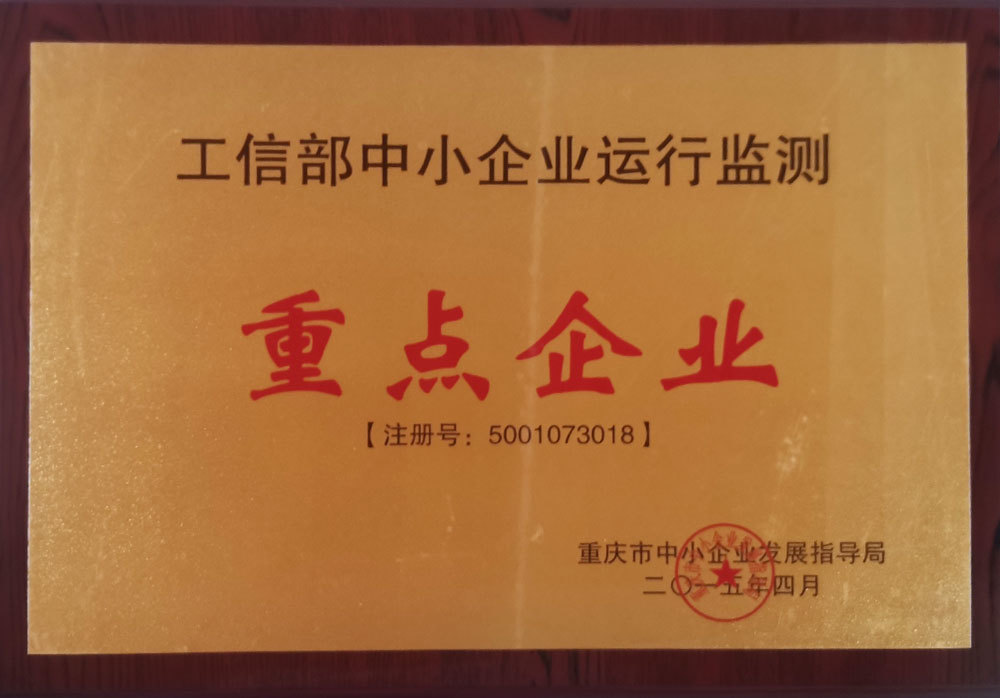 工信部中小企业运行监测
重点企业
【注册号：5001073018】
重庆市中小企业发展指导局
二〇一五年四月